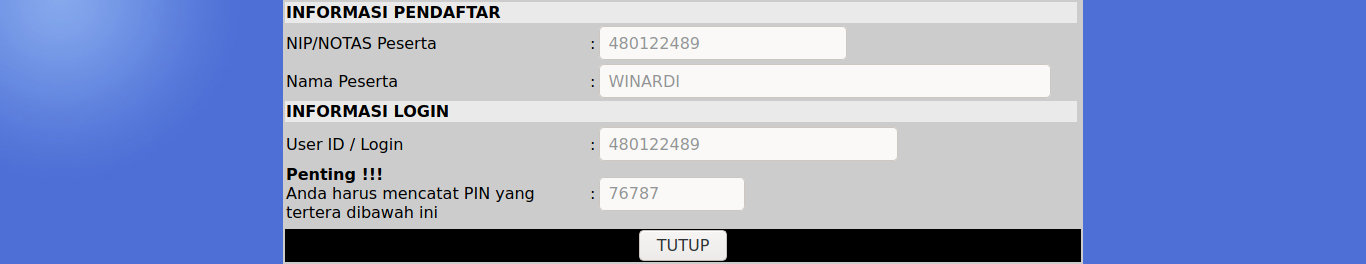 INFORMASI PENDAFTAR
NIP/NOTAS Peserta : 480122489
Nama Peserta : WINARDI
INFORMASI LOGIN
User ID / Login : 480122489
Penting !!!
Anda harus mencatat PIN yang : 76787
tertera dibawah ini
TUTUP